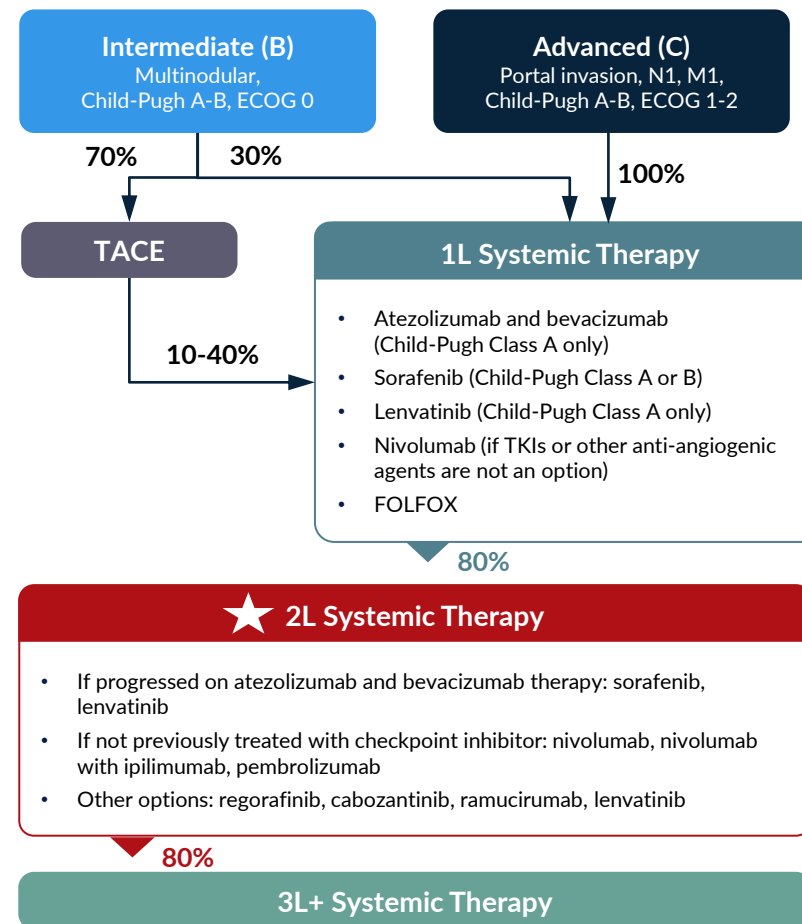 Intermediate (B)
Multinodular,
Child-Pugh A-B, ECOG 0
Advanced (C)
Portal invasion, N1, M1,
Child-Pugh A-B, ECOG 1-2
70%
30%
100%
TACE
10-40%
1L Systemic Therapy
• Atezolizumab and bevacizumab
(Child-Pugh Class A only)
• Sorafenib (Child-Pugh Class A or B)
• Lenvatinib (Child-Pugh Class A only)
• Nivolumab (if TKIs or other anti-angiogenic
agents are not an option)
• FOLFOX
80%
2L Systemic Therapy
• If progressed on atezolizumab and bevacizumab therapy: sorafenib,
lenvatinib
• If not previously treated with checkpoint inhibitor: nivolumab, nivolumab
with ipilimumab, pembrolizumab
• Other options: regorafinib, cabozantinib, ramucirumab, lenvatinib
80%
3L+ Systemic Therapy